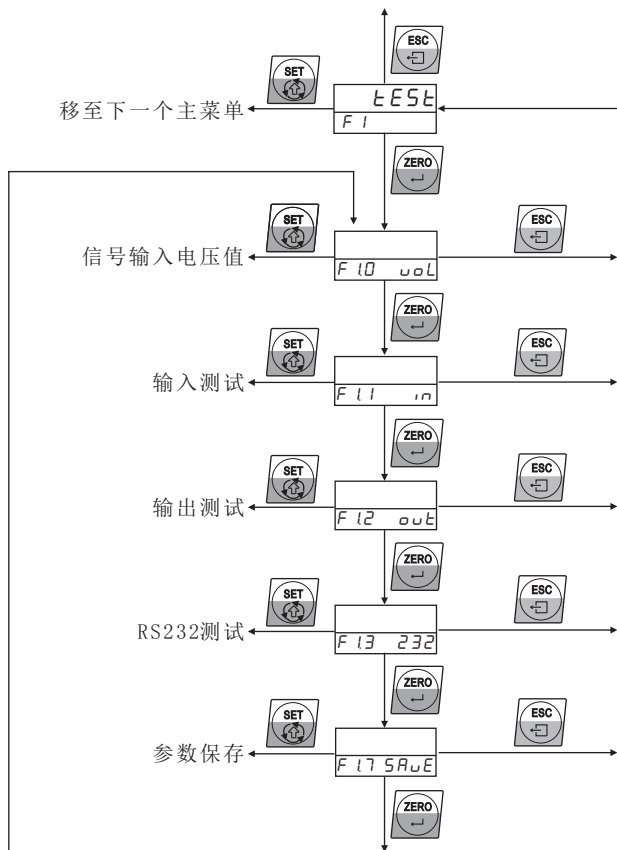 ESC
SET
tESt
移至下一个主菜单
F1
ZERO
SET
ESC
信号输入电压值
F1.0 voL
ZERO
SET
ESC
输入测试
F1.1 in
ZERO
SET
ESC
输出测试
F1.2 out
ZERO
SET
ESC
RS232测试
F1.3 232
ZERO
SET
ESC
参数保存
F1.7 SAvE
ZERO